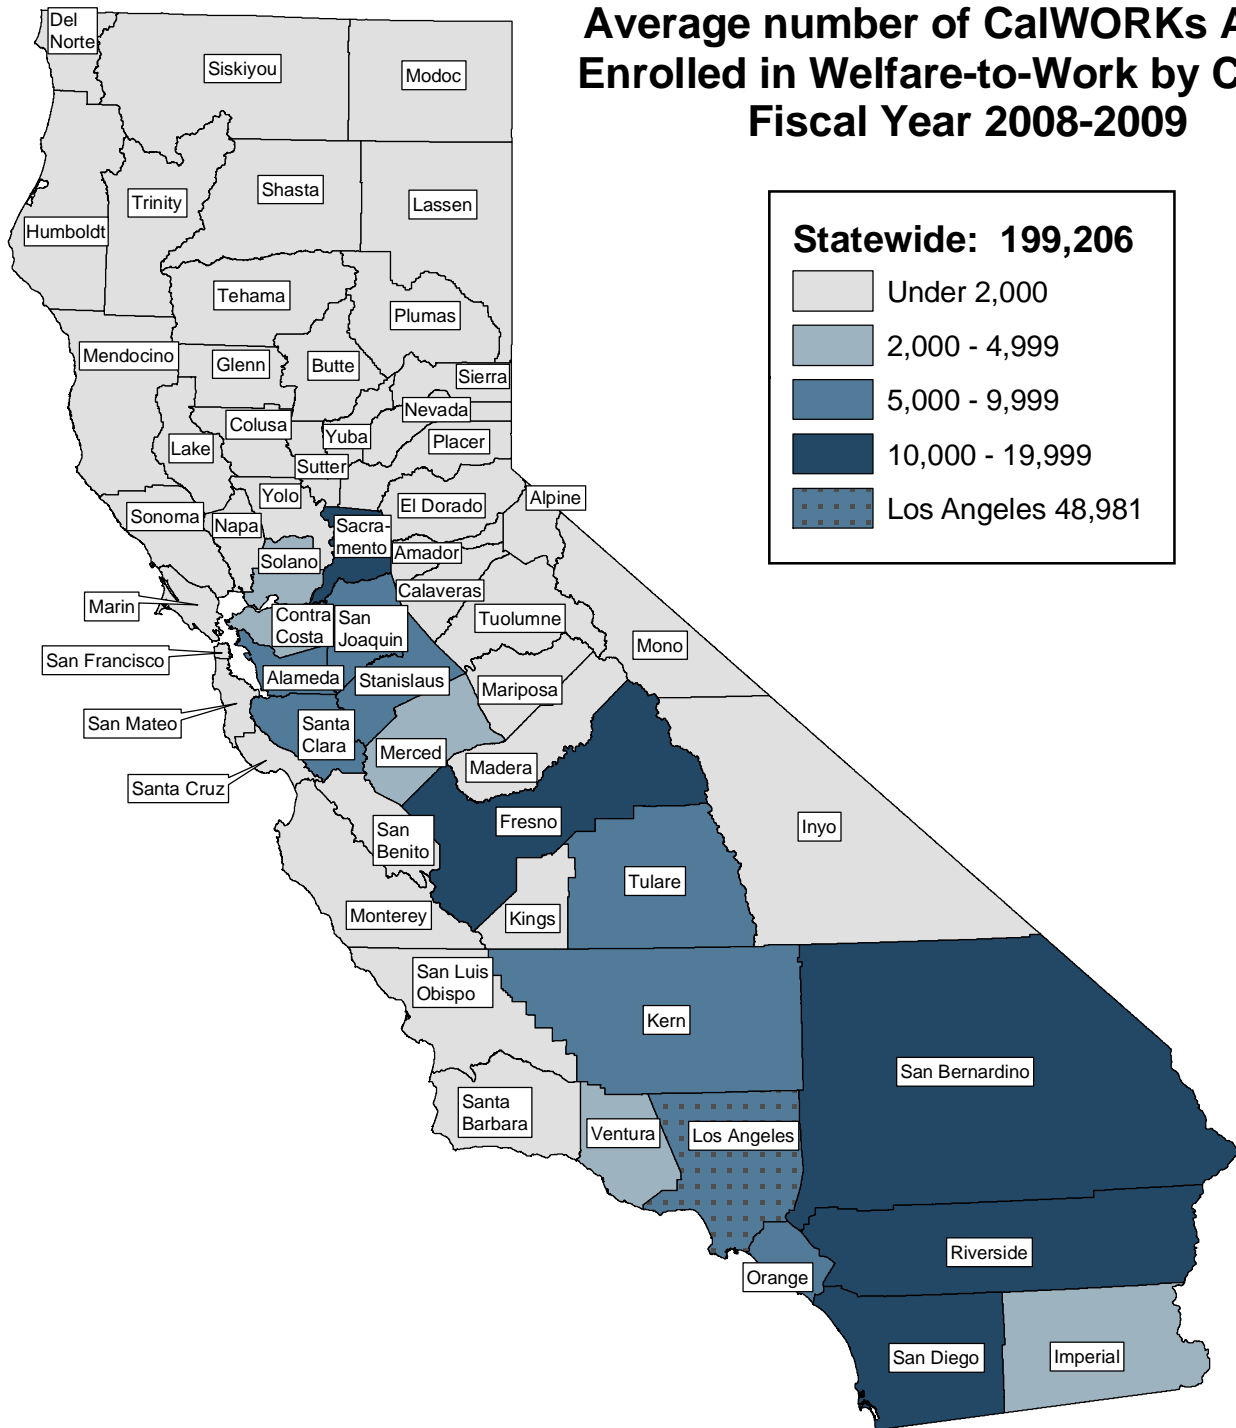 Average number of CalWORKs A
Enrolled in Welfare-to-Work by C
Fiscal Year 2008-2009
Statewide: 199,206
Under 2,000
2,000 - 4,999
5,000 - 9,999
10,000 - 19,999
Los Angeles 48,981
Del
Norte
Siskiyou
Modoc
Humboldt
Trinity
Shasta
Lassen
Tehama
Plumas
Mendocino
Glenn
Butte
Sierra
Nevada
Colusa
Yuba
Placer
Lake
Sutter
Yolo
El Dorado
Alpine
Sonoma
Napa
Sacra-
mento
Amador
Solano
Calaveras
Marin
Contra
Costa
San
Joaquin
Tuolumne
Mono
San Francisco
Alameda
Stanislaus
Mariposa
San Mateo
Santa
Clara
Merced
Madera
Santa Cruz
San
Benito
Fresno
Inyo
Tulare
Monterey
Kings
San Luis
Obispo
Kern
San Bernardino
Santa
Barbara
Ventura
Los Angeles
Riverside
Orange
San Diego
Imperial